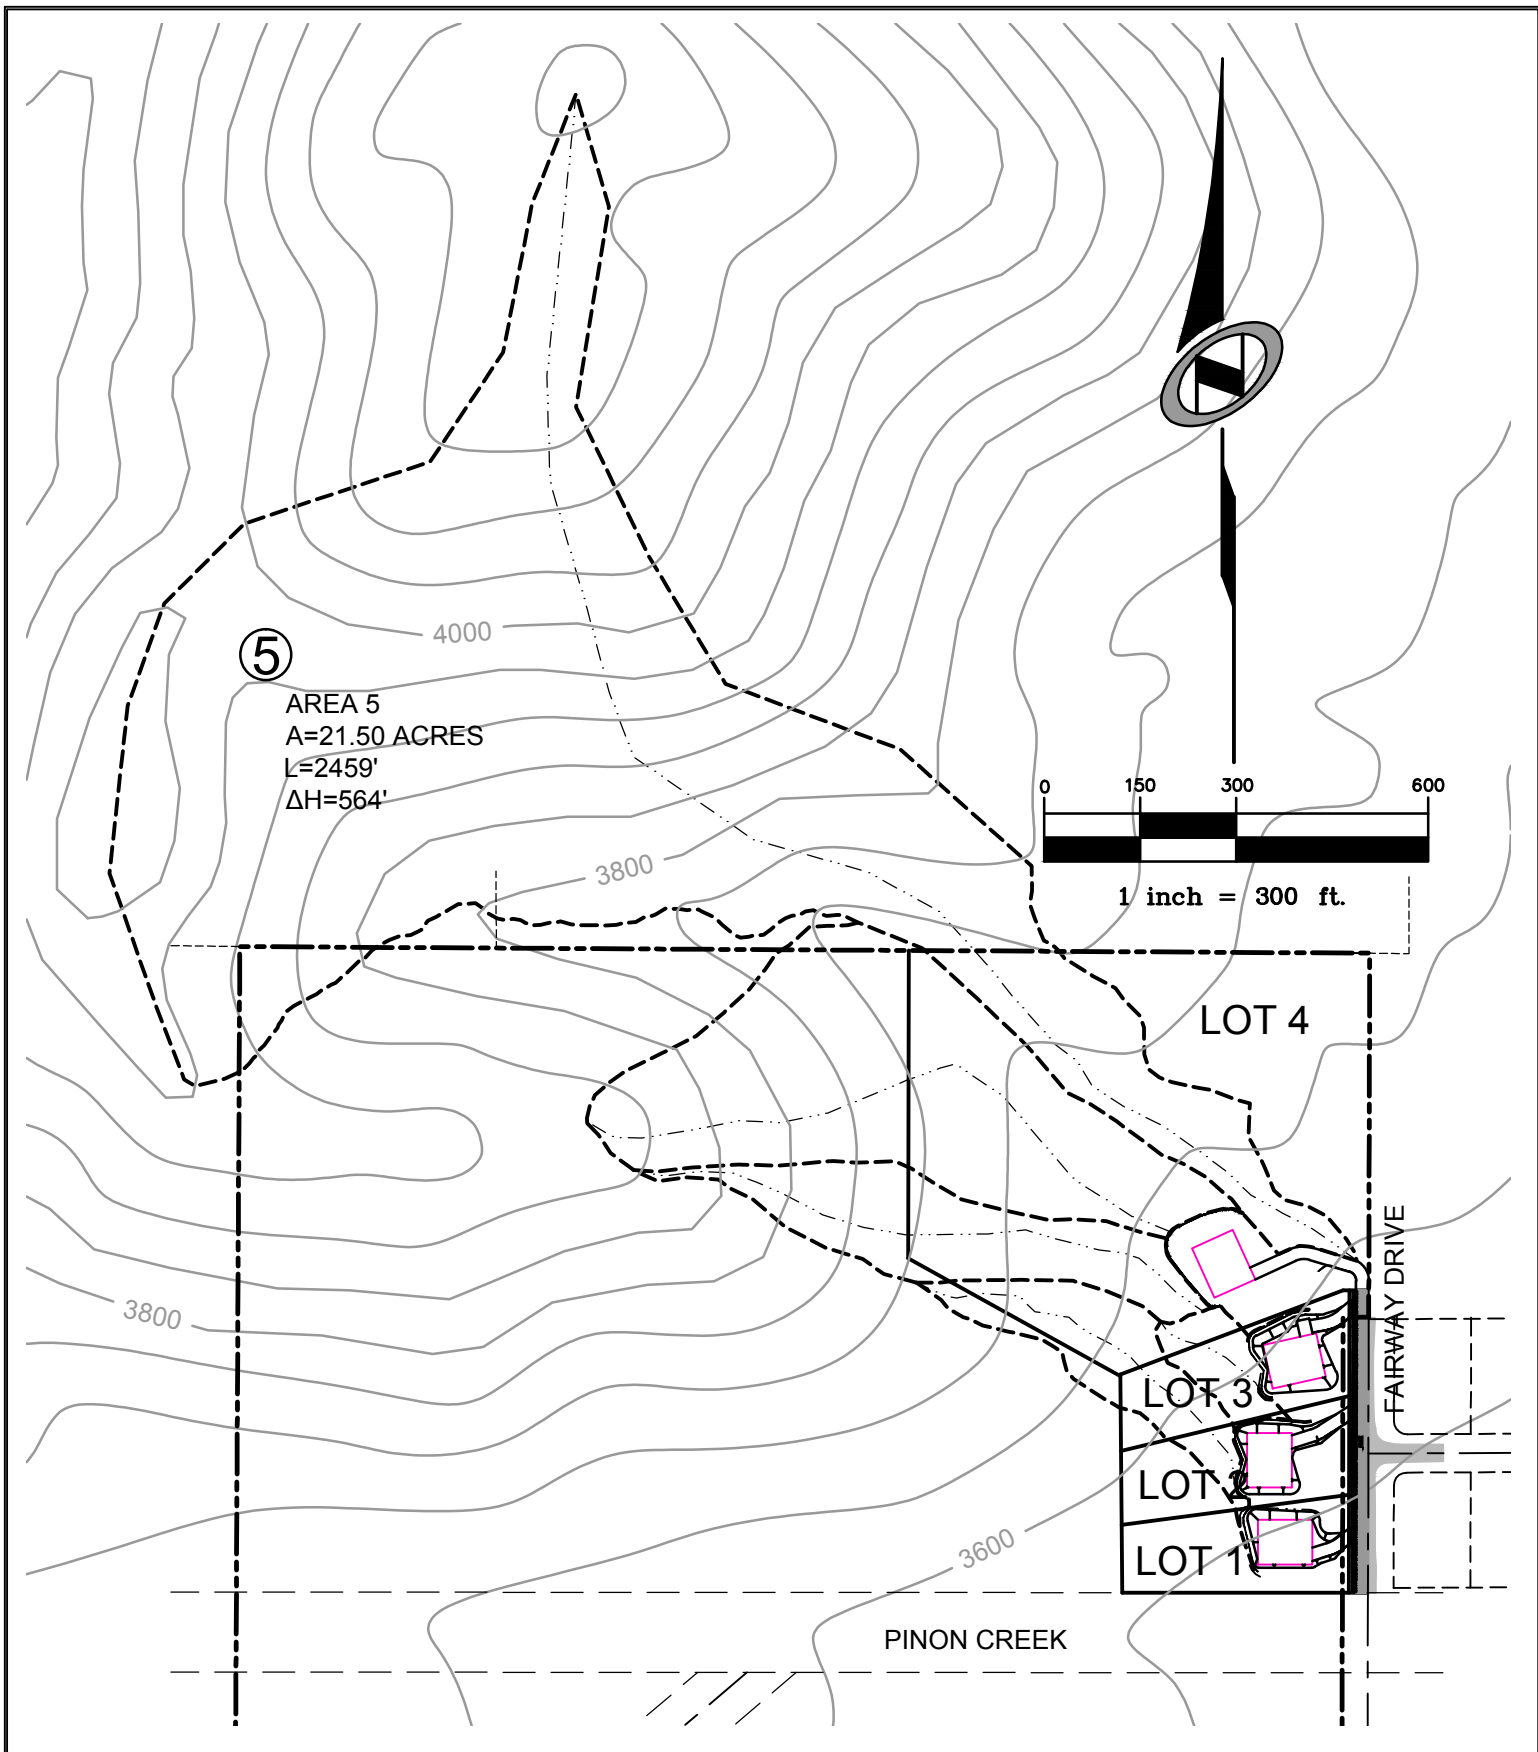 4000
5
AREA 5
A=21.50 ACRES
L=2459'
ΔH=564'
0 150 300 600
1 inch = 300 ft.
3800
LOT 4
FAIRWAY DRIVE
3800
LOT 3
LOT
3600
LOT 1
PINON CREEK
N